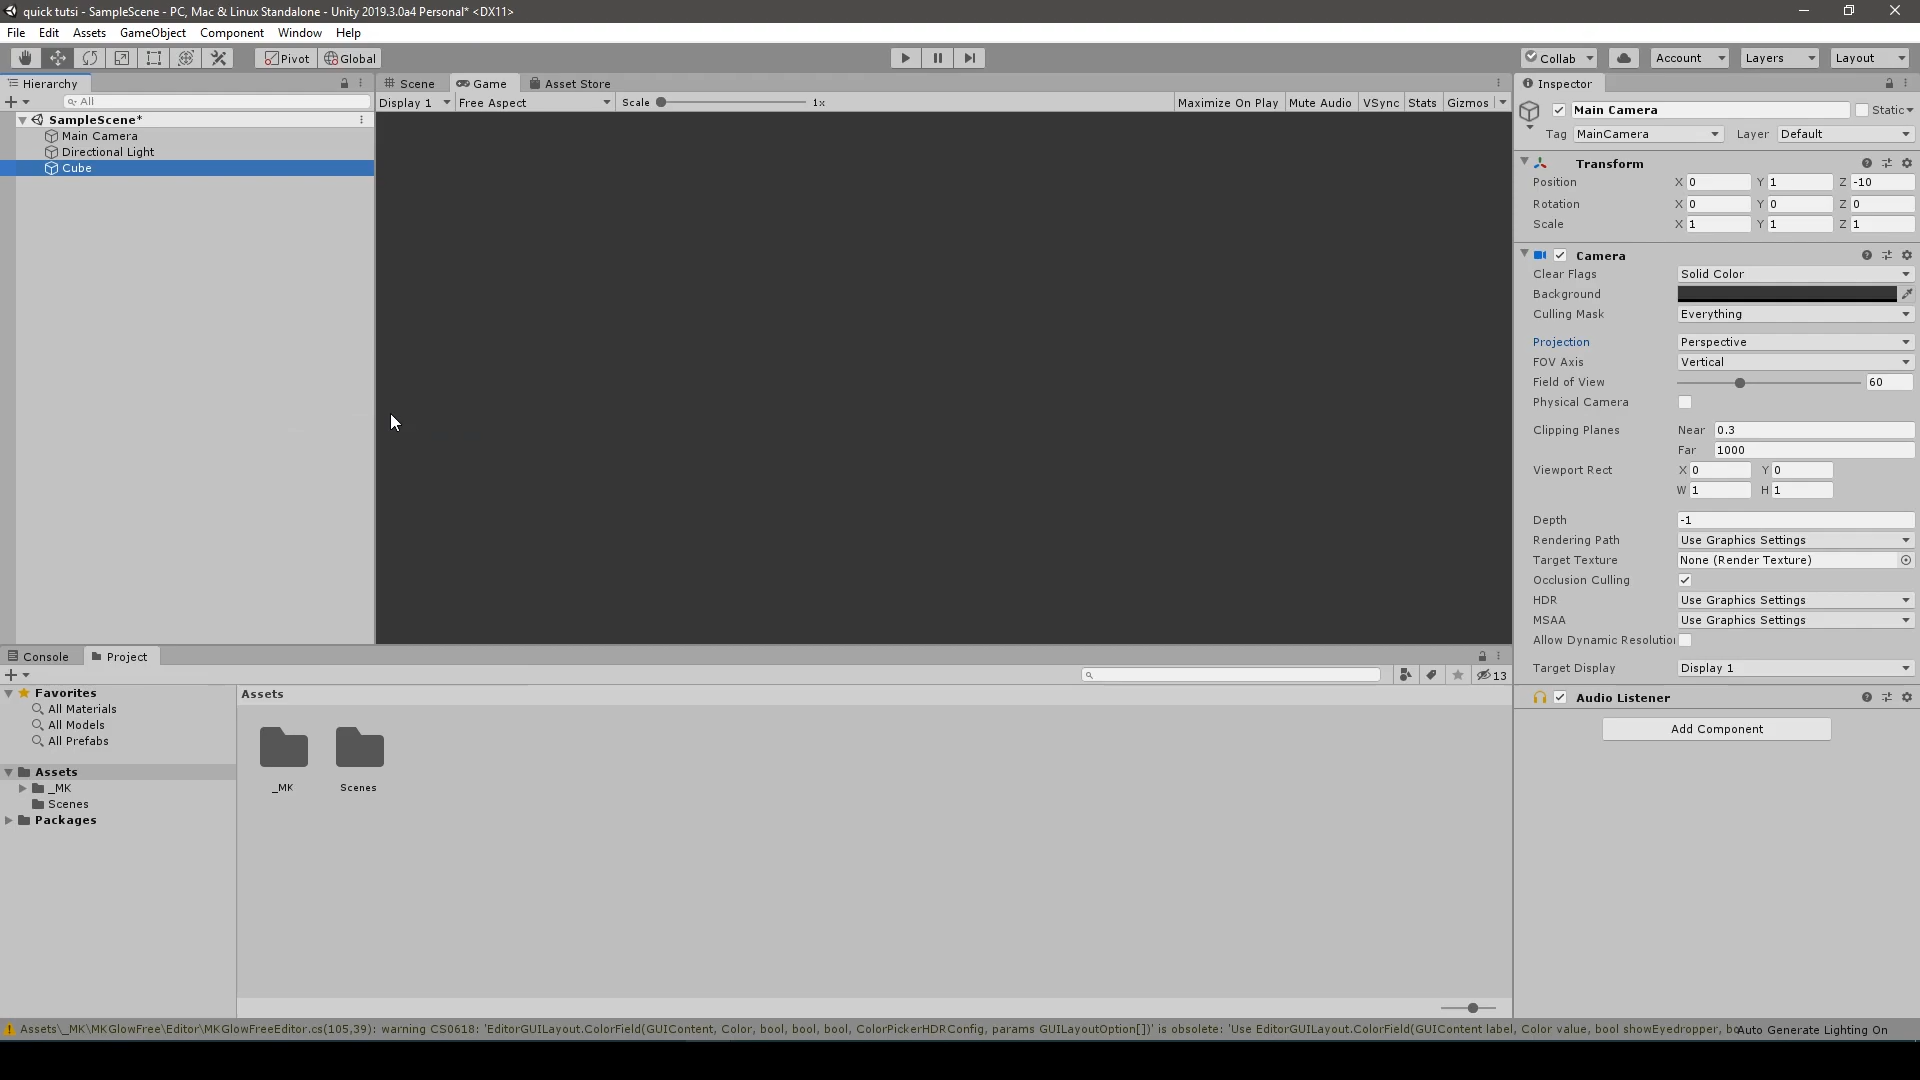 quick tutsi - SampleScene - PC, Mac & Linux Standalone - Unity 2019.3.0a4 Personal* <DX11>
File Edit Assets GameObject Component Window Help
Pivot Global Collab Account Layers Layout
Hierarchy
All
SampleScene*
Main Camera
Directional Light
Cube
Scene Game Asset Store
Display 1 Free Aspect Scale 1x Maximize On Play Mute Audio VSync Stats Gizmos
Inspector
Main Camera Static
Tag MainCamera Layer Default
Transform
Position X 0 Y 1 Z -10
Rotation X 0 Y 0 Z 0
Scale X 1 Y 1 Z 1
Camera
Clear Flags Solid Color
Background
Culling Mask Everything
Projection Perspective
FOV Axis Vertical
Field of View 60
Physical Camera
Clipping Planes Near 0.3
Far 1000
Viewport Rect X 0 Y 0
W 1 H 1
Depth -1
Rendering Path Use Graphics Settings
Target Texture None (Render Texture)
Occlusion Culling
HDR Use Graphics Settings
MSAA Use Graphics Settings
Allow Dynamic Resolutio
Target Display Display 1
Audio Listener
Add Component
Console Project
13
Favorites
All Materials
All Models
All Prefabs
Assets
_MK
Scenes
Packages
Assets
_MK Scenes
Assets\_MK\MKGlowFree\Editor\MKGlowFreeEditor.cs(105,39): warning CS0618: 'EditorGUILayout.ColorField(GUIContent, Color, bool, bool, bool, ColorPickerHDRConfig, params GUILayoutOption[])' is obsolete: 'Use EditorGUILayout.ColorField(GUIContent label, Color value, bool showEyedropper, bo
Auto Generate Lighting On